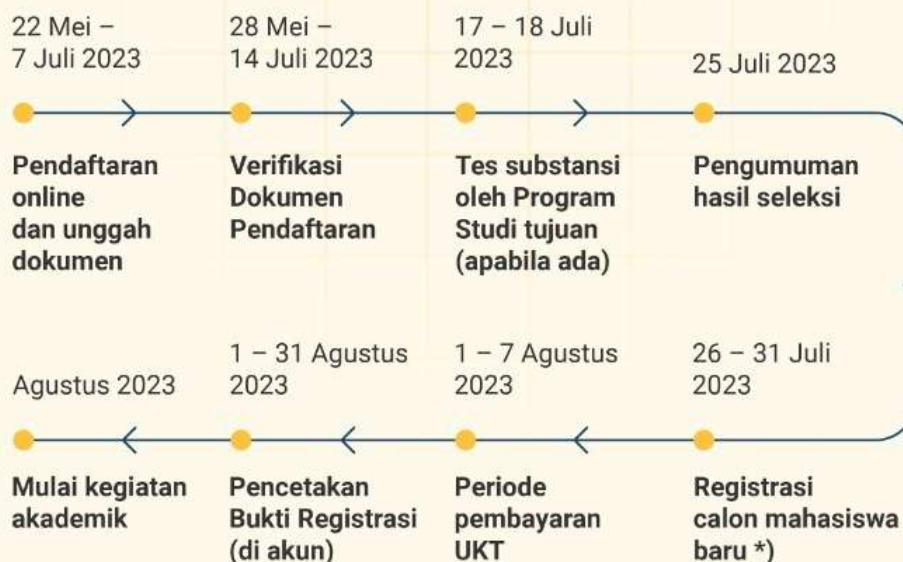 22 Mei –
7 Juli 2023
Pendaftaran
online
dan unggah
dokumen
28 Mei –
14 Juli 2023
Verifikasi
Dokumen
Pendaftaran
17 – 18 Juli
2023
Tes substansi
oleh Program
Studi tujuan
(apabila ada)
25 Juli 2023
Pengumuman
hasil seleksi
26 – 31 Juli
2023
Registrasi
calon mahasiswa
baru *)
1 – 7 Agustus
2023
Periode
pembayaran
UKT
1 – 31 Agustus
2023
Pencetakan
Bukti Registrasi
(di akun)
Agustus 2023
Mulai kegiatan
akademik